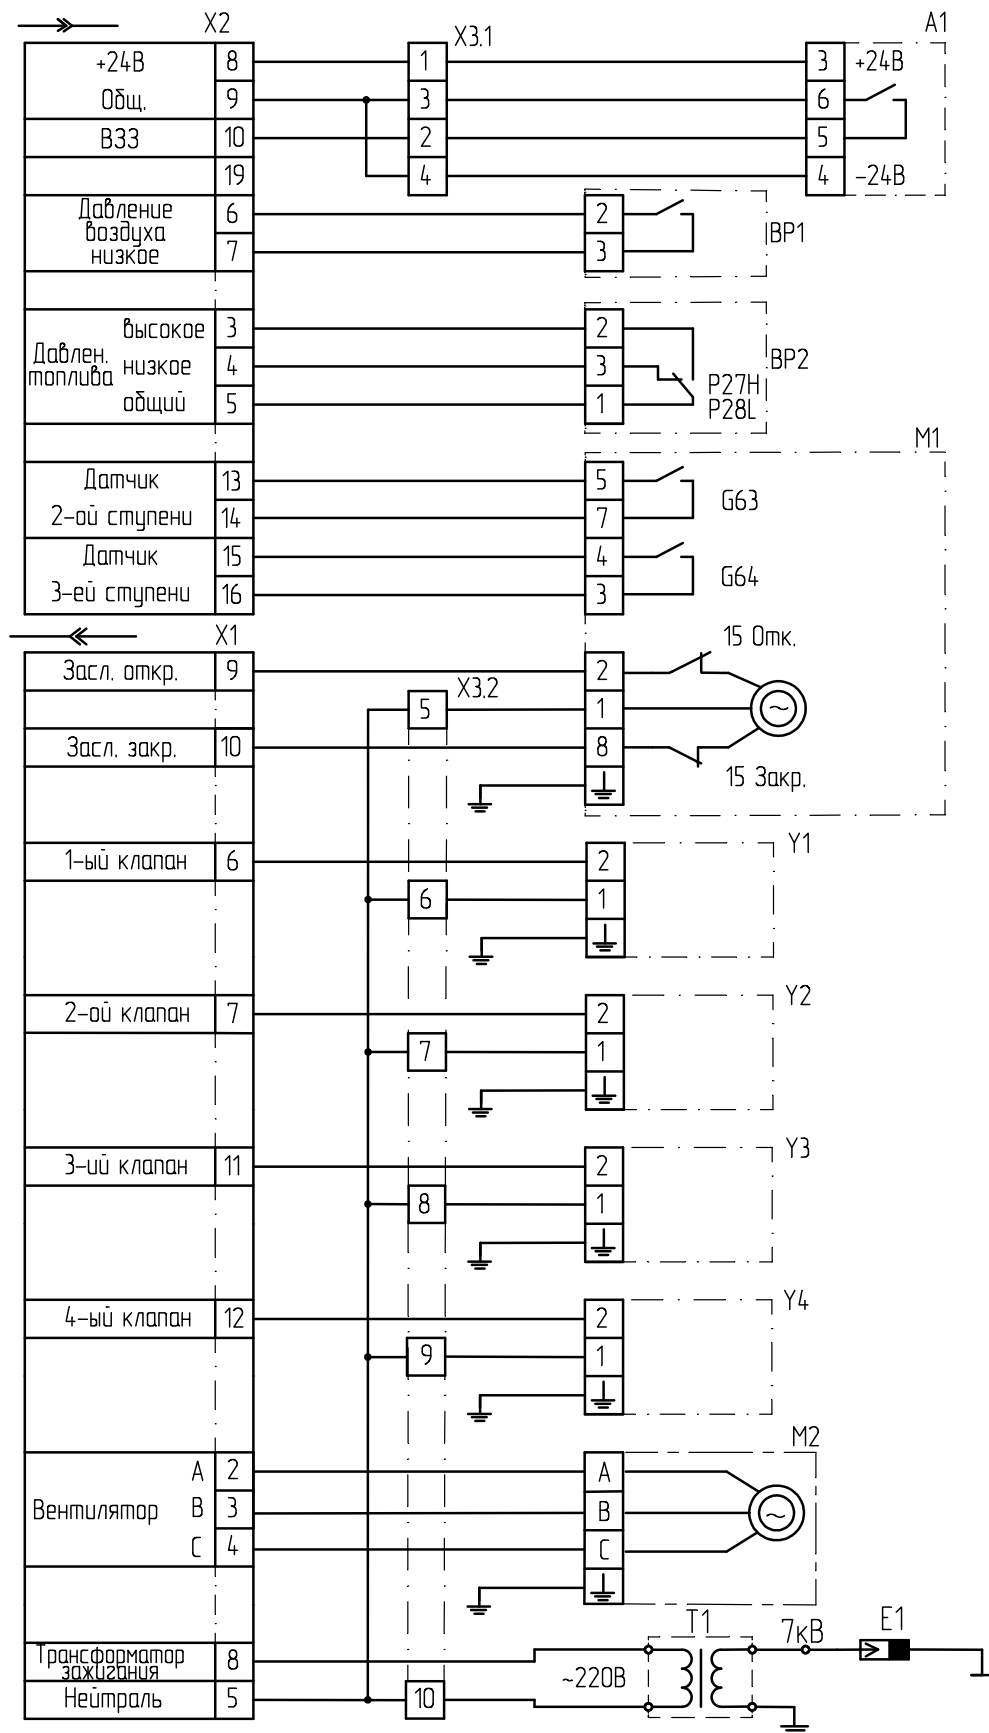 X2
X3.1
A1
+24В 8 1 3 +24В
Общ. 9 3 6
ВЗЗ 10 2 5
19 4 4 -24В
Давление
воздуха
низкое
6 2
7 3
BP1
высокое 3 2
Давлен.
топлива
низкое 4 3
общий 5 1
BP2
P27H
P28L
M1
Датчик 13 5
2-ой ступени 14 7
G63
Датчик 15 4
3-ей ступени 16 3
G64
X1
15 Отк.
Засл. откр. 9 2
X3.2
5 1
~
Засл. закр. 10 8
15 Закр.
Y1
1-ый клапан 6 2
6 1
Y2
2-ой клапан 7 2
7 1
Y3
3-ий клапан 11 2
8 1
Y4
4-ый клапан 12 2
9 1
M2
A 2 A
Вентилятор B 3 B ~
C 4 C
T1
7кВ
E1
Трансформатор
зажигания
8
~220В
Нейтраль 5 10